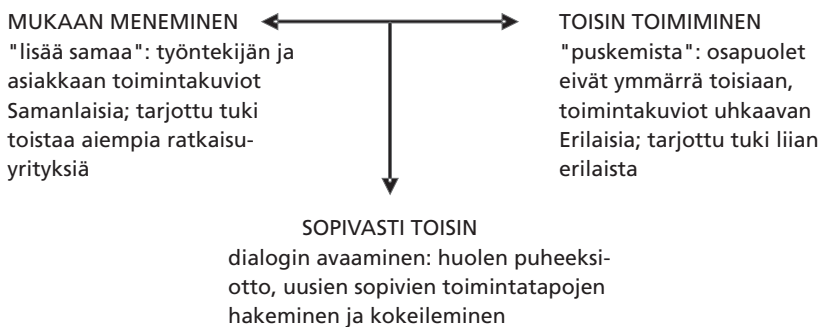 MUKAAN MENEMINEN
"lisää samaa": työntekijän ja
asiakkaan toimintakuviot
Samanlaisia; tarjottu tuki
toistaa aiempia ratkaisu-
yrityksiä
TOISIN TOIMIMINEN
"puskemista": osapuolet
eivät ymmärrä toisiaan,
toimintakuviot uhkaavan
Erilaisia; tarjottu tuki liian
erilaista
SOPIVASTI TOISIN
dialogin avaaminen: huolen puheeksi-
otto, uusien sopivien toimintatapojen
hakeminen ja kokeileminen